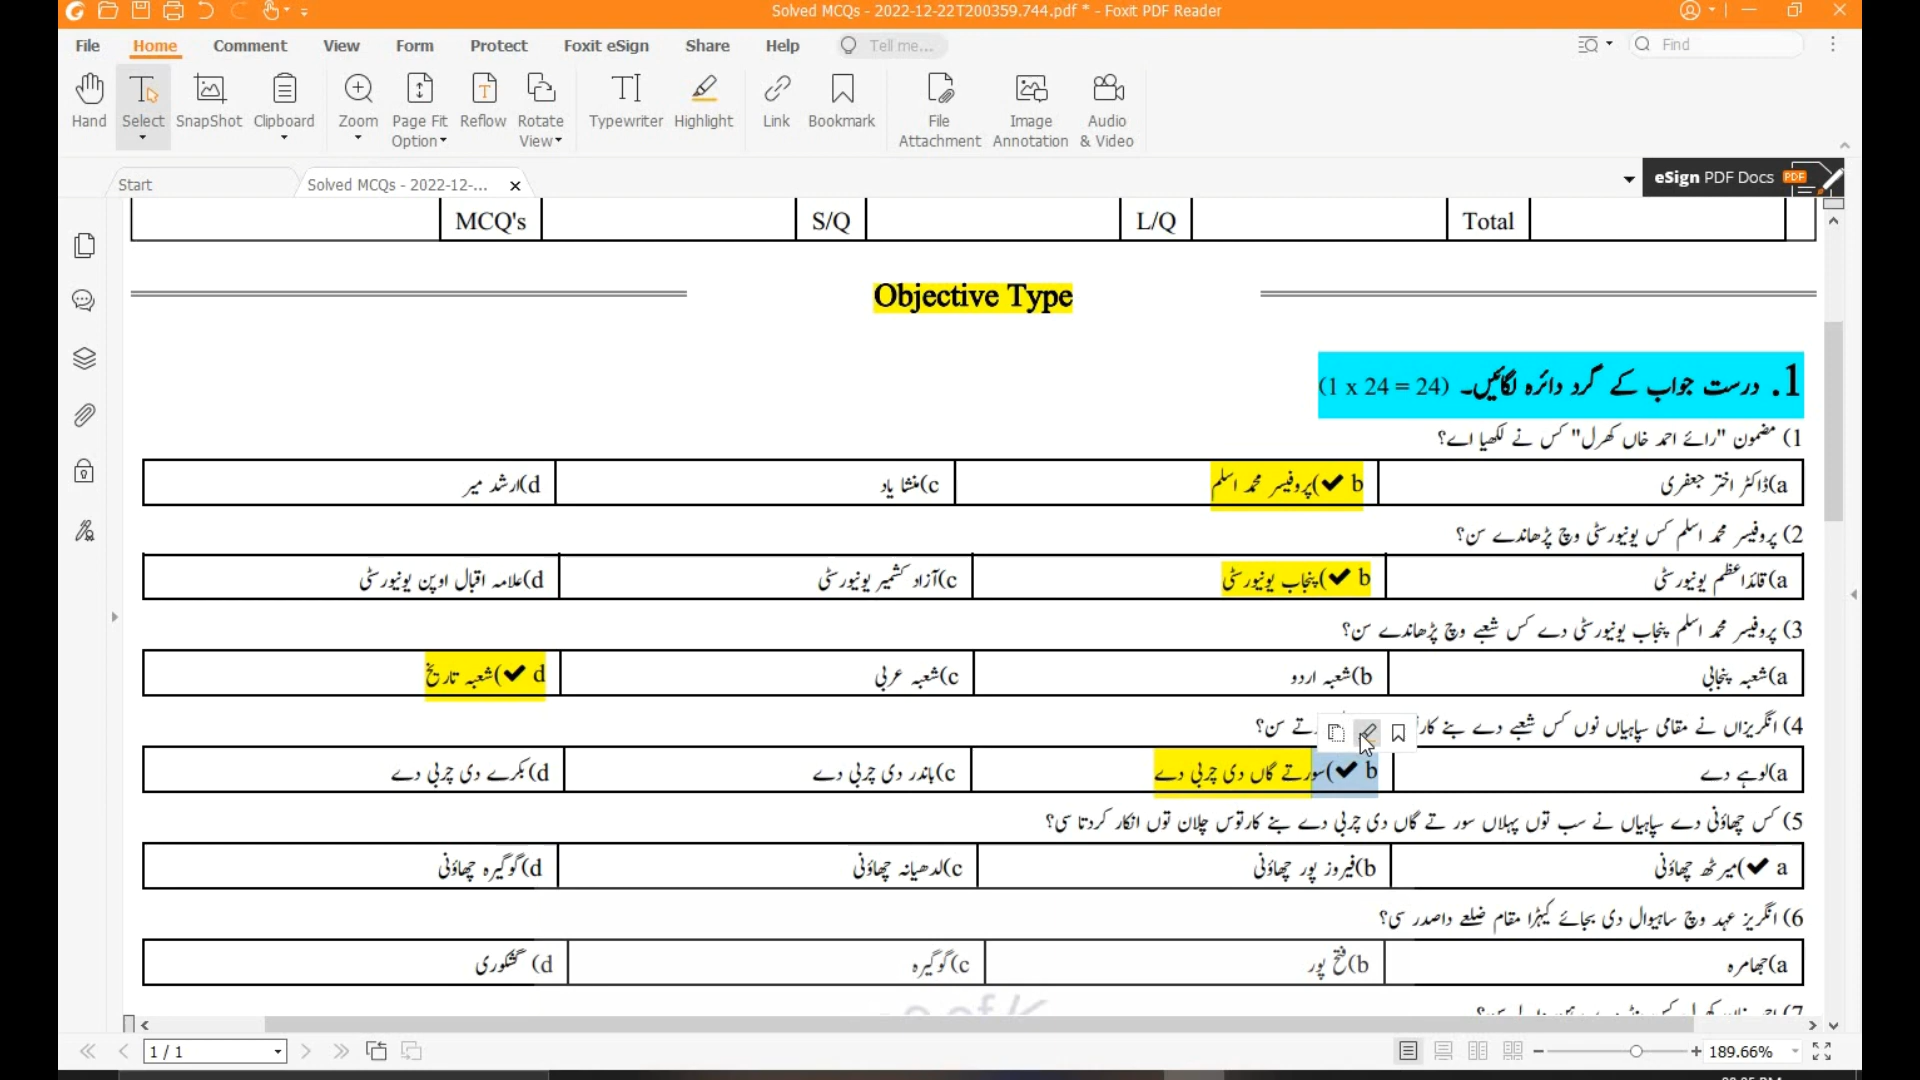 Solved MCQs - 2022-12-22T200359.744.pdf * - Foxit PDF Reader
File Home Comment View Form Protect Foxit eSign Share Help Tell me... Find
Hand Select SnapShot Clipboard Zoom Page Fit Option Reflow Rotate View Typewriter Highlight Link Bookmark File Attachment Image Annotation Audio & Video
Start Solved MCQs - 2022-12-... eSign PDF Docs PDF
MCQ's S/Q L/Q Total
Objective Type
1. درست جواب کے گرد دائرہ لگائیں۔ (1 x 24 = 24)
1) مضمون "رائے احمد خاں کھرل" کس نے لکھیا اے؟
a)ڈاکٹر اختر جعفری b ✔)پروفیسر محمد اسلم c)منشا یاد d)ارشد میر
2) پروفیسر محمد اسلم کس یونیورسٹی وچ پڑھاندے سن؟
a)قائداعظم یونیورسٹی b ✔)پنجاب یونیورسٹی c)آزاد کشمیر یونیورسٹی d)علامہ اقبال اوپن یونیورسٹی
3) پروفیسر محمد اسلم پنجاب یونیورسٹی دے کس شعبے وچ پڑھاندے سن؟
a)شعبہ پنجابی b)شعبہ اردو c)شعبہ عربی d ✔)شعبہ تاریخ
4) انگریزاں نے مقامی سپاہیاں نوں کس شعبے دے بنے سن؟
a)لوہے دے b ✔)سورتے گاں دی چربی دے c)باندر دی چربی دے d)بکرے دی چربی دے
5) کس چھاؤنی دے سپاہیاں نے سب توں پہلاں سور تے گاں دی چربی دے بنے کارتوس چلان توں انکار کردتا سی؟
a ✔)میرٹھ چھاؤنی b)فیروز پور چھاؤنی c)لدھیانہ چھاؤنی d)گوگیرہ چھاؤنی
6) انگریز عہد وچ ساہیوال دی بجائے کیہڑا مقام ضلعے داصدر سی؟
a)جھامرہ b)فتح پور c)گوگیرہ d) گشکوری
1 / 1 189.66%